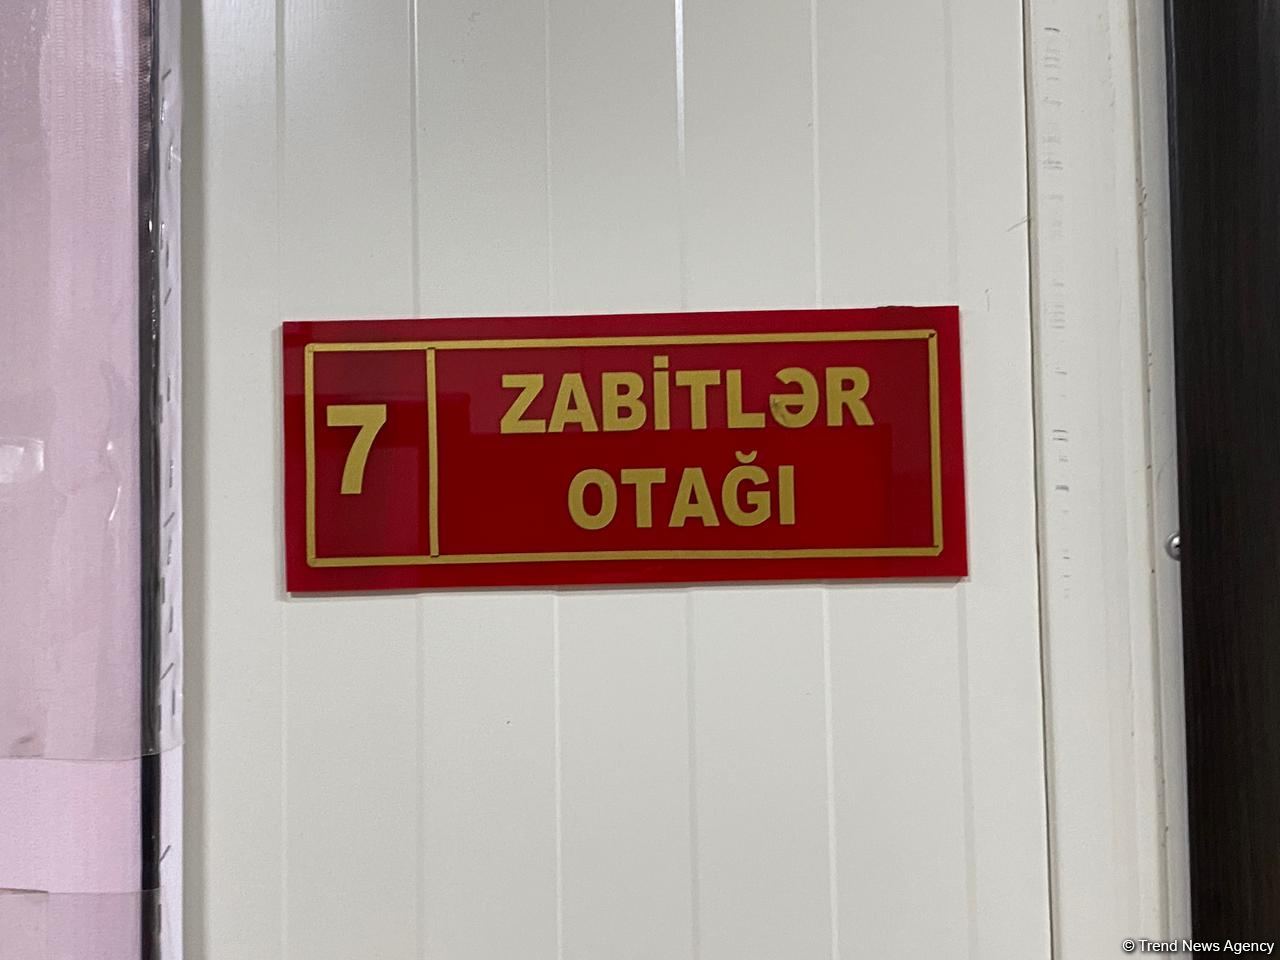 7
ZABİTLƏR
OTAĞI
© Trend News Agency